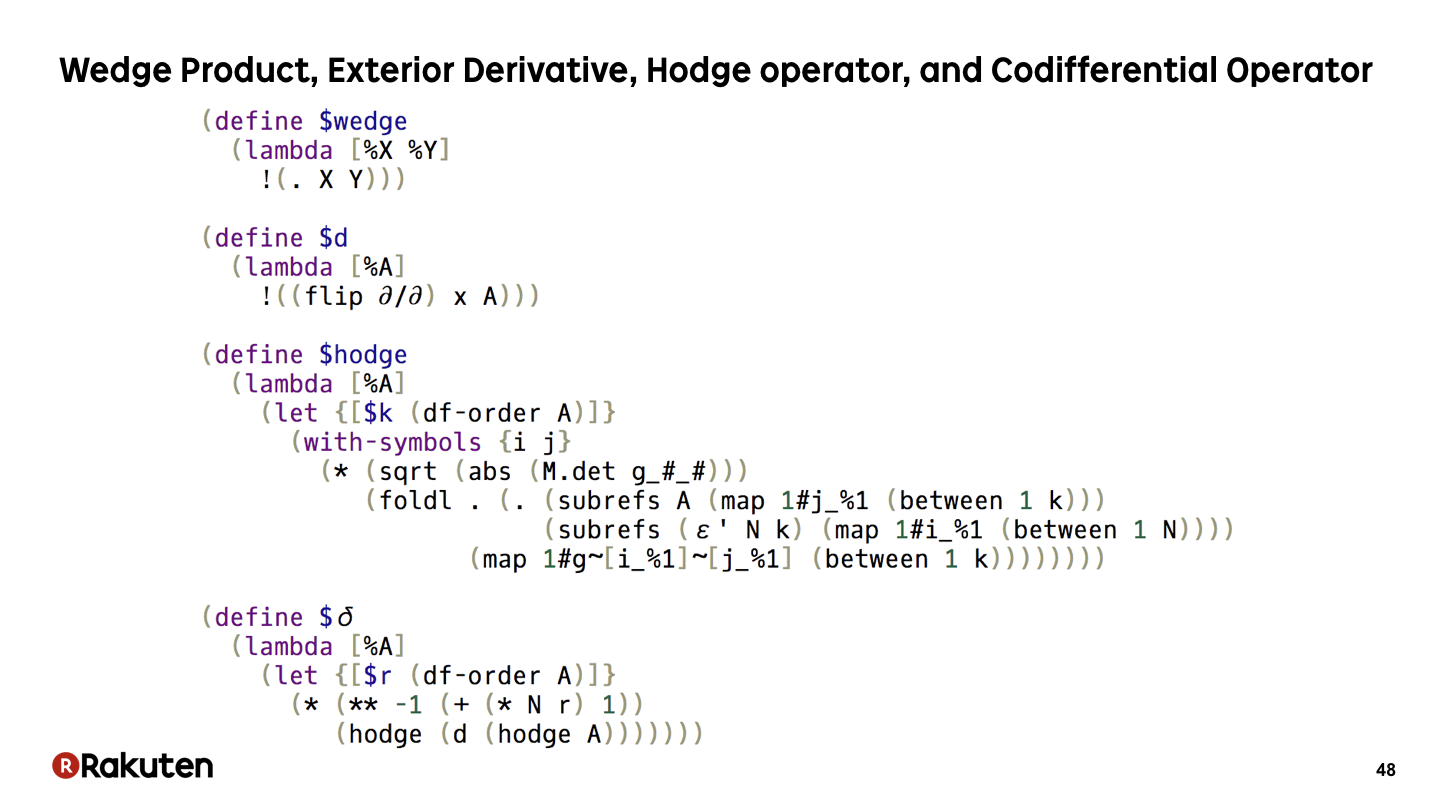 Wedge Product, Exterior Derivative, Hodge operator, and Codifferential Operator
(define $wedge
  (lambda [%X %Y]
    !(. X Y)))
(define $d
  (lambda [%A]
    !((flip ∂/∂) x A)))
(define $hodge
  (lambda [%A]
    (let {[$k (df-order A)]}
      (with-symbols {i j}
        (* (sqrt (abs (M.det g_#_#)))
           (foldl . (. (subrefs A (map 1#j_%1 (between 1 k)))
                       (subrefs (ε' N k) (map 1#i_%1 (between 1 N))))
                  (map 1#g~[i_%1]~[j_%1] (between 1 k))))))))
(define $δ
  (lambda [%A]
    (let {[$r (df-order A)]}
      (* (** -1 (+ (* N r) 1))
         (hodge (d (hodge A)))))))
R Rakuten
48